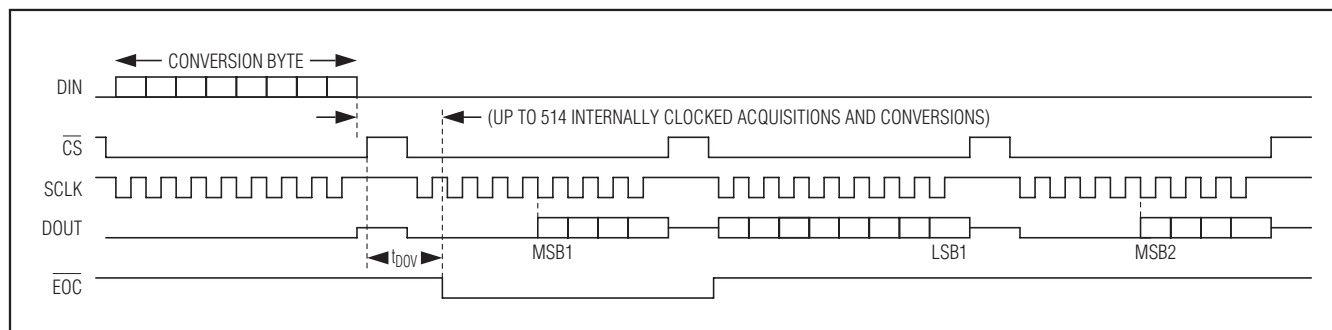 CONVERSION BYTE
DIN
(UP TO 514 INTERNALLY CLOCKED ACQUISITIONS AND CONVERSIONS)
CS
SCLK
DOUT
MSB1
LSB1
MSB2
tDOV
EOC